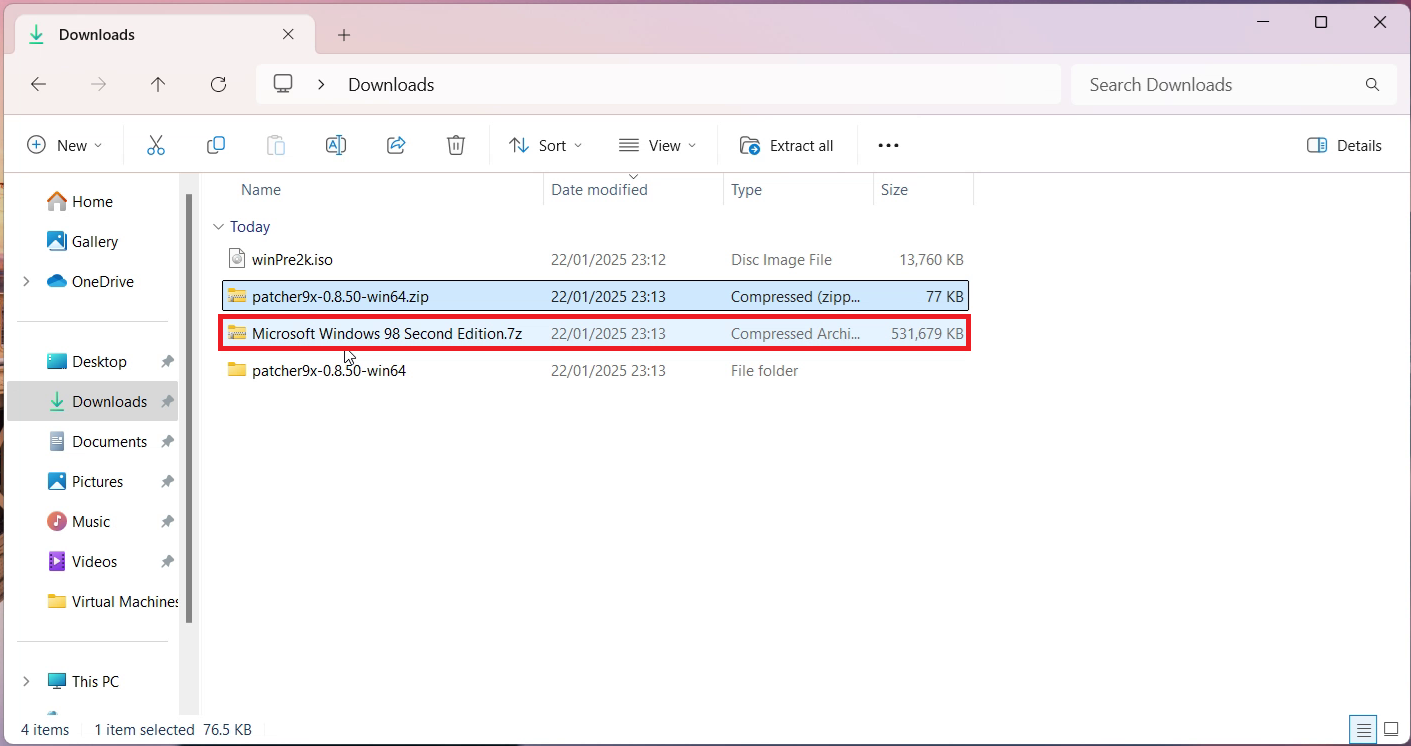 Downloads
Downloads
Search Downloads
New Sort View Extract all Details
Name Date modified Type Size
Today
winPre2k.iso 22/01/2025 23:12 Disc Image File 13,760 KB
patcher9x-0.8.50-win64.zip 22/01/2025 23:13 Compressed (zipp... 77 KB
Microsoft Windows 98 Second Edition.7z 22/01/2025 23:13 Compressed Archi... 531,679 KB
patcher9x-0.8.50-win64 22/01/2025 23:13 File folder
Home
Gallery
OneDrive
Desktop
Downloads
Documents
Pictures
Music
Videos
Virtual Machines
This PC
4 items 1 item selected 76.5 KB